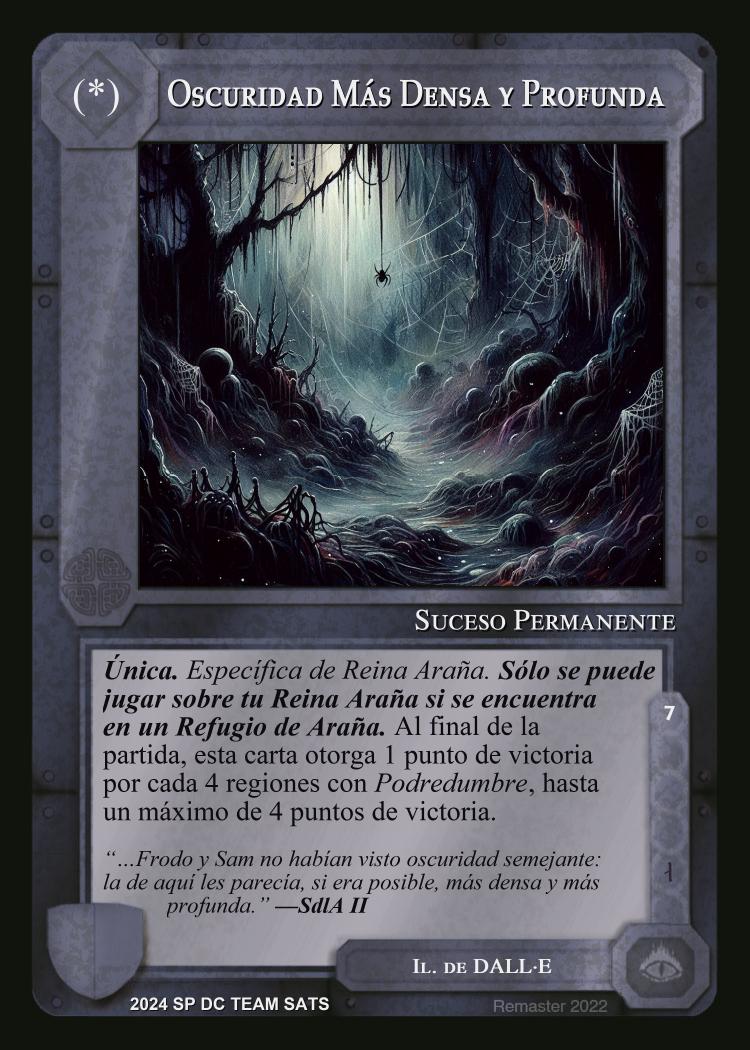 (*)
Oscuridad Más Densa y Profunda
Suceso Permanente
Única. Específica de Reina Araña. Sólo se puede
jugar sobre tu Reina Araña si se encuentra
en un Refugio de Araña. Al final de la
partida, esta carta otorga 1 punto de victoria
por cada 4 regiones con Podredumbre, hasta
un máximo de 4 puntos de victoria.
7
“…Frodo y Sam no habían visto oscuridad semejante:
la de aquí les parecía, si era posible, más densa y más
profunda.” —SdlA II
Il. de DALL·E
2024 SP DC TEAM SATS
Remaster 2022